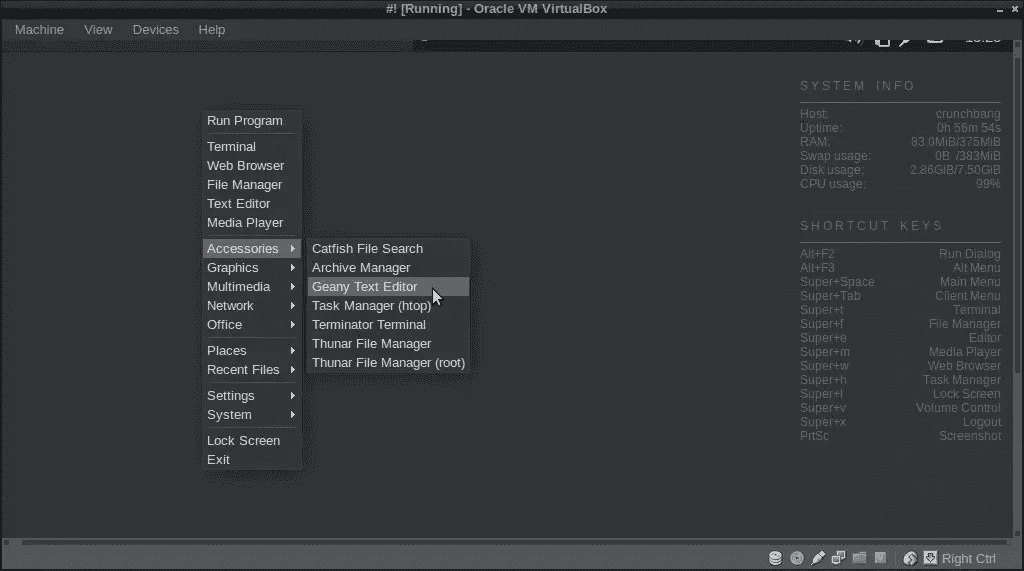 #! [Running] - Oracle VM VirtualBox
Machine View Devices Help
Run Program
Terminal
Web Browser
File Manager
Text Editor
Media Player
Accessories
Graphics
Multimedia
Network
Office
Places
Recent Files
Settings
System
Lock Screen
Exit
Catfish File Search
Archive Manager
Geany Text Editor
Task Manager (htop)
Terminator Terminal
Thunar File Manager
Thunar File Manager (root)
SYSTEM INFO
Host: crunchbang
Uptime: 0h 56m 54s
RAM: 83.0MiB/375MiB
Swap usage: 0B /383MiB
Disk usage: 2.86GiB/7.50GiB
CPU usage: 99%
SHORTCUT KEYS
Alt+F2 Run Dialog
Alt+F3 Alt Menu
Super+Space Main Menu
Super+Tab Client Menu
Super+t Terminal
Super+f File Manager
Super+e Editor
Super+m Media Player
Super+w Web Browser
Super+h Task Manager
Super+l Lock Screen
Super+v Volume Control
Super+x Logout
PrtSc Screenshot
Right Ctrl